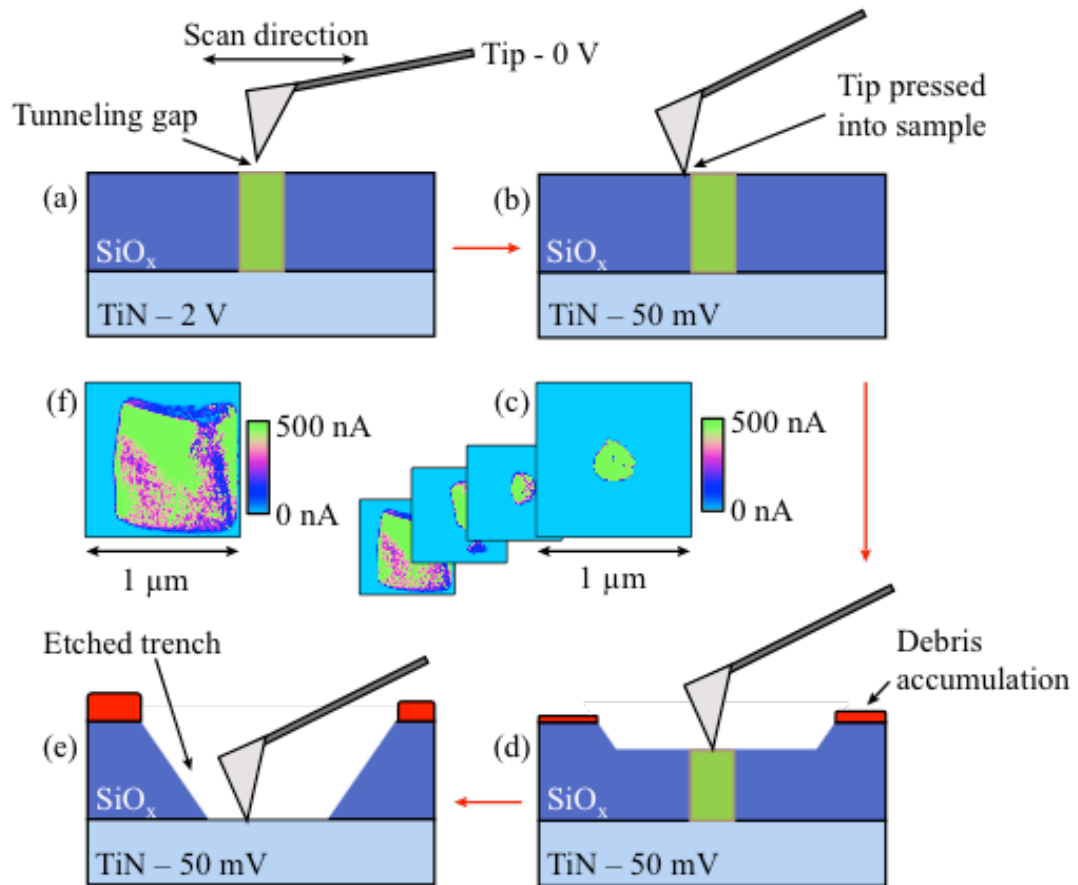 Scan direction
Tip - 0 V
Tunneling gap
Tip pressed
into sample
(a)
SiOₓ
TiN – 2 V
(b)
SiOₓ
TiN – 50 mV
(f)
500 nA
0 nA
1 µm
(c)
500 nA
0 nA
1 µm
Etched trench
Debris
accumulation
(e)
SiOₓ
TiN – 50 mV
(d)
SiOₓ
TiN – 50 mV